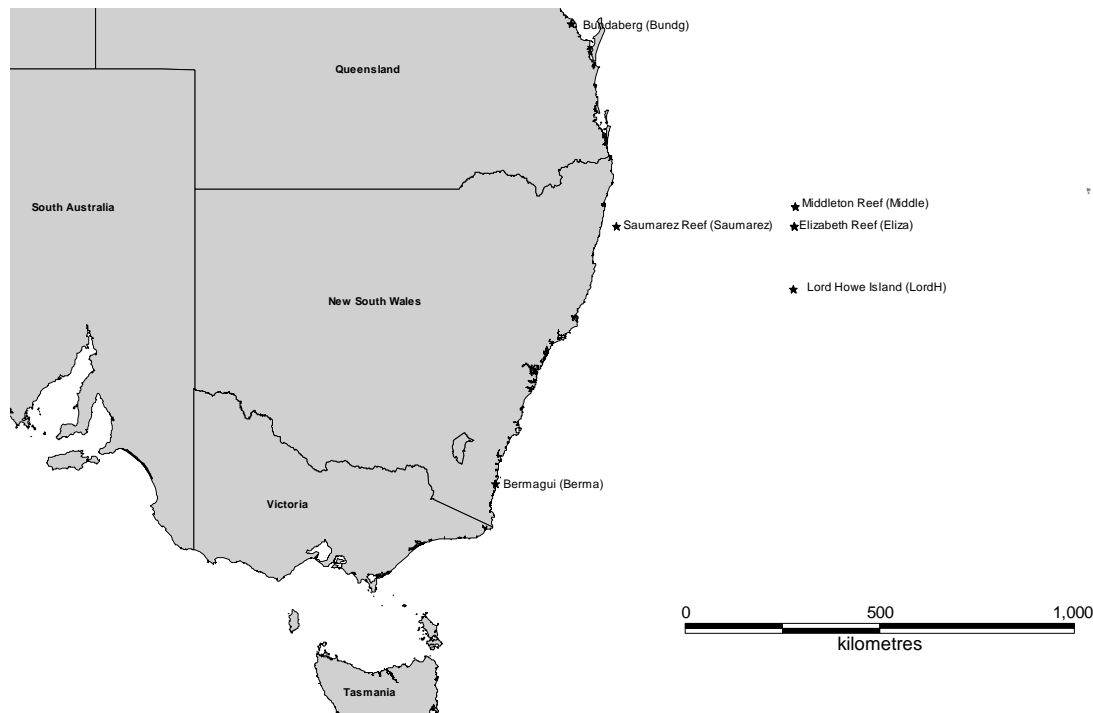 Bundaberg (Bundg)
Queensland
South Australia
Middleton Reef (Middle)
Saumarez Reef (Saumarez)
Elizabeth Reef (Eliza)
Lord Howe Island (LordH)
New South Wales
Bermagui (Berma)
Victoria
0 500 1,000
kilometres
Tasmania